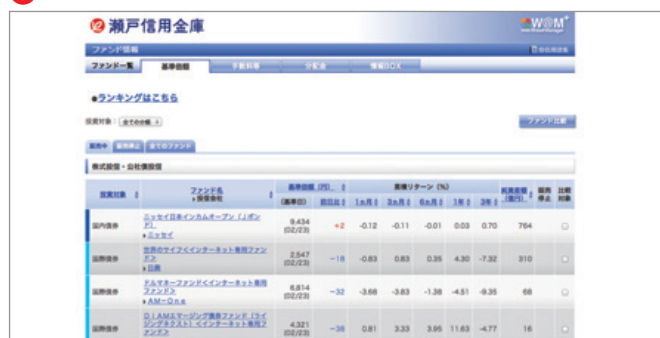 瀬戸信用金庫
W@M+
ファンド情報
ファンド一覧 基準価額 手数料等 分配金 情報BOX
●ランキングはこちら
投資対象： 全ての分類
ファンド比較
販売中 販売停止 全てのファンド
株式投信・公社債投信
投資対象 ファンド名 基準価額（円） 累積リターン（%） 純資産額（億円） 販売停止 比較対象
▶投信会社 （基準日） 前日比 1ヵ月 3ヵ月 6ヵ月 1年 3年
国内債券 ニッセイ日本インカムオープン（Jボンド） 9,434 +2 -0.12 -0.11 -0.01 0.03 0.70 764
▶ニッセイ (02/23)
国際債券 世界のサイフ<インターネット専用ファンド> 2,547 -18 -0.83 0.83 0.35 4.30 -7.32 310
▶日興 (02/23)
国際債券 ドルマネーファンド<インターネット専用ファンド> 6,814 -32 -3.68 -3.83 -1.38 -4.51 -9.35 68
▶AM-One (02/23)
国際債券 DIAMエマージング債券ファンド（ライジングネクスト）<インターネット専用ファンド> 4,321 -38 0.81 3.33 3.95 11.63 -4.77 16
(02/23)